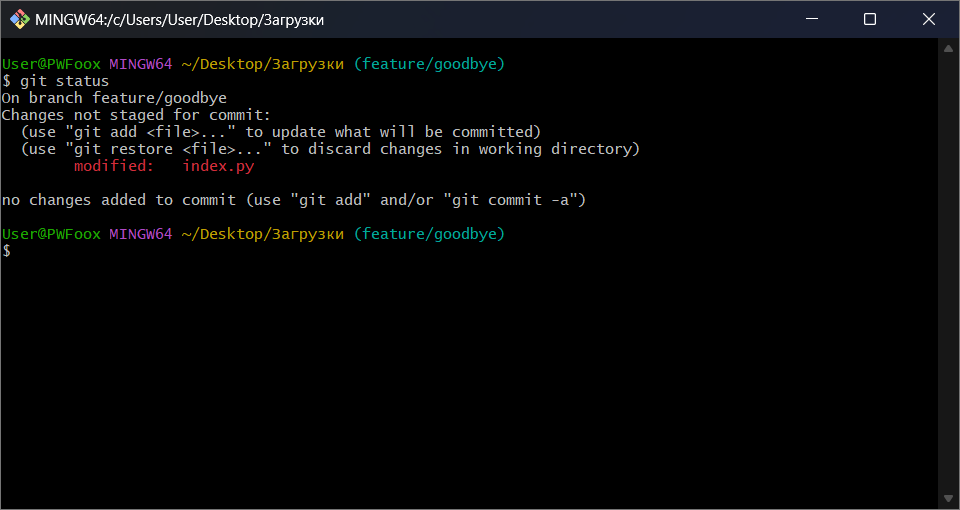 MINGW64:/c/Users/User/Desktop/Загрузки
User@PWFoox MINGW64 ~/Desktop/Загрузки (feature/goodbye)
$ git status
On branch feature/goodbye
Changes not staged for commit:
  (use "git add <file>..." to update what will be committed)
  (use "git restore <file>..." to discard changes in working directory)
        modified:   index.py
no changes added to commit (use "git add" and/or "git commit -a")
User@PWFoox MINGW64 ~/Desktop/Загрузки (feature/goodbye)
$